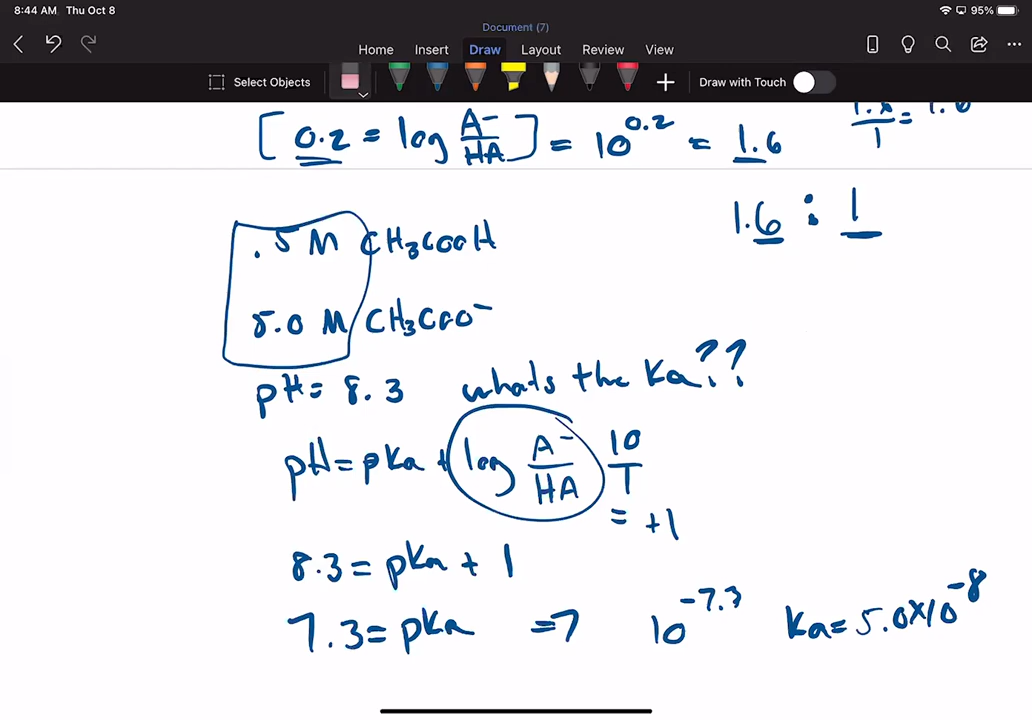 8:44 AM Thu Oct 8 95%
Document (7)
Home Insert Draw Layout Review View
Select Objects Draw with Touch
[0.2 = log A-/HA] = 10^0.2 = 1.6
1.6 : 1
.5 M CH3COOH
5.0 M CH3COO-
pH = 8.3 whats the Ka??
pH = pKa + log A-/HA 10/1
= +1
8.3 = pKa + 1
7.3 = pKa => 10^-7.3 Ka = 5.0x10^-8